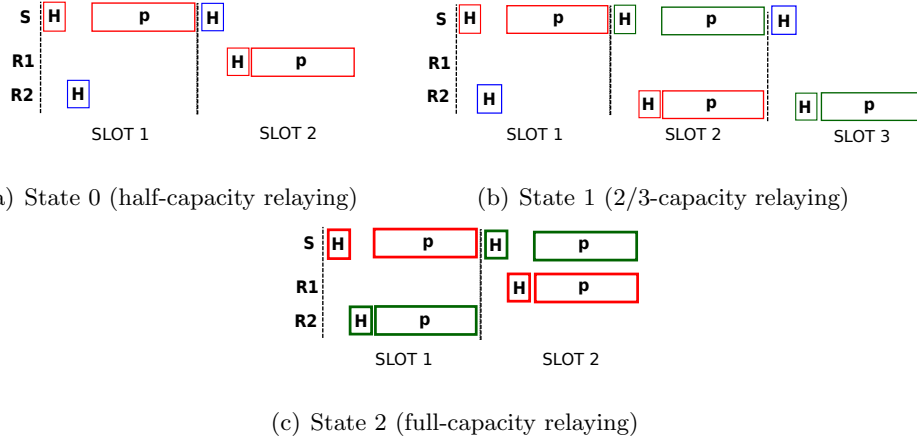 S H p H
R1 H p
R2 H
SLOT 1 SLOT 2
S H p H p H
R1
R2 H H p H p
SLOT 1 SLOT 2 SLOT 3
) State 0 (half-capacity relaying)
(b) State 1 (2/3-capacity relaying)
S H p H p
R1 H p
R2 H p
SLOT 1 SLOT 2
(c) State 2 (full-capacity relaying)